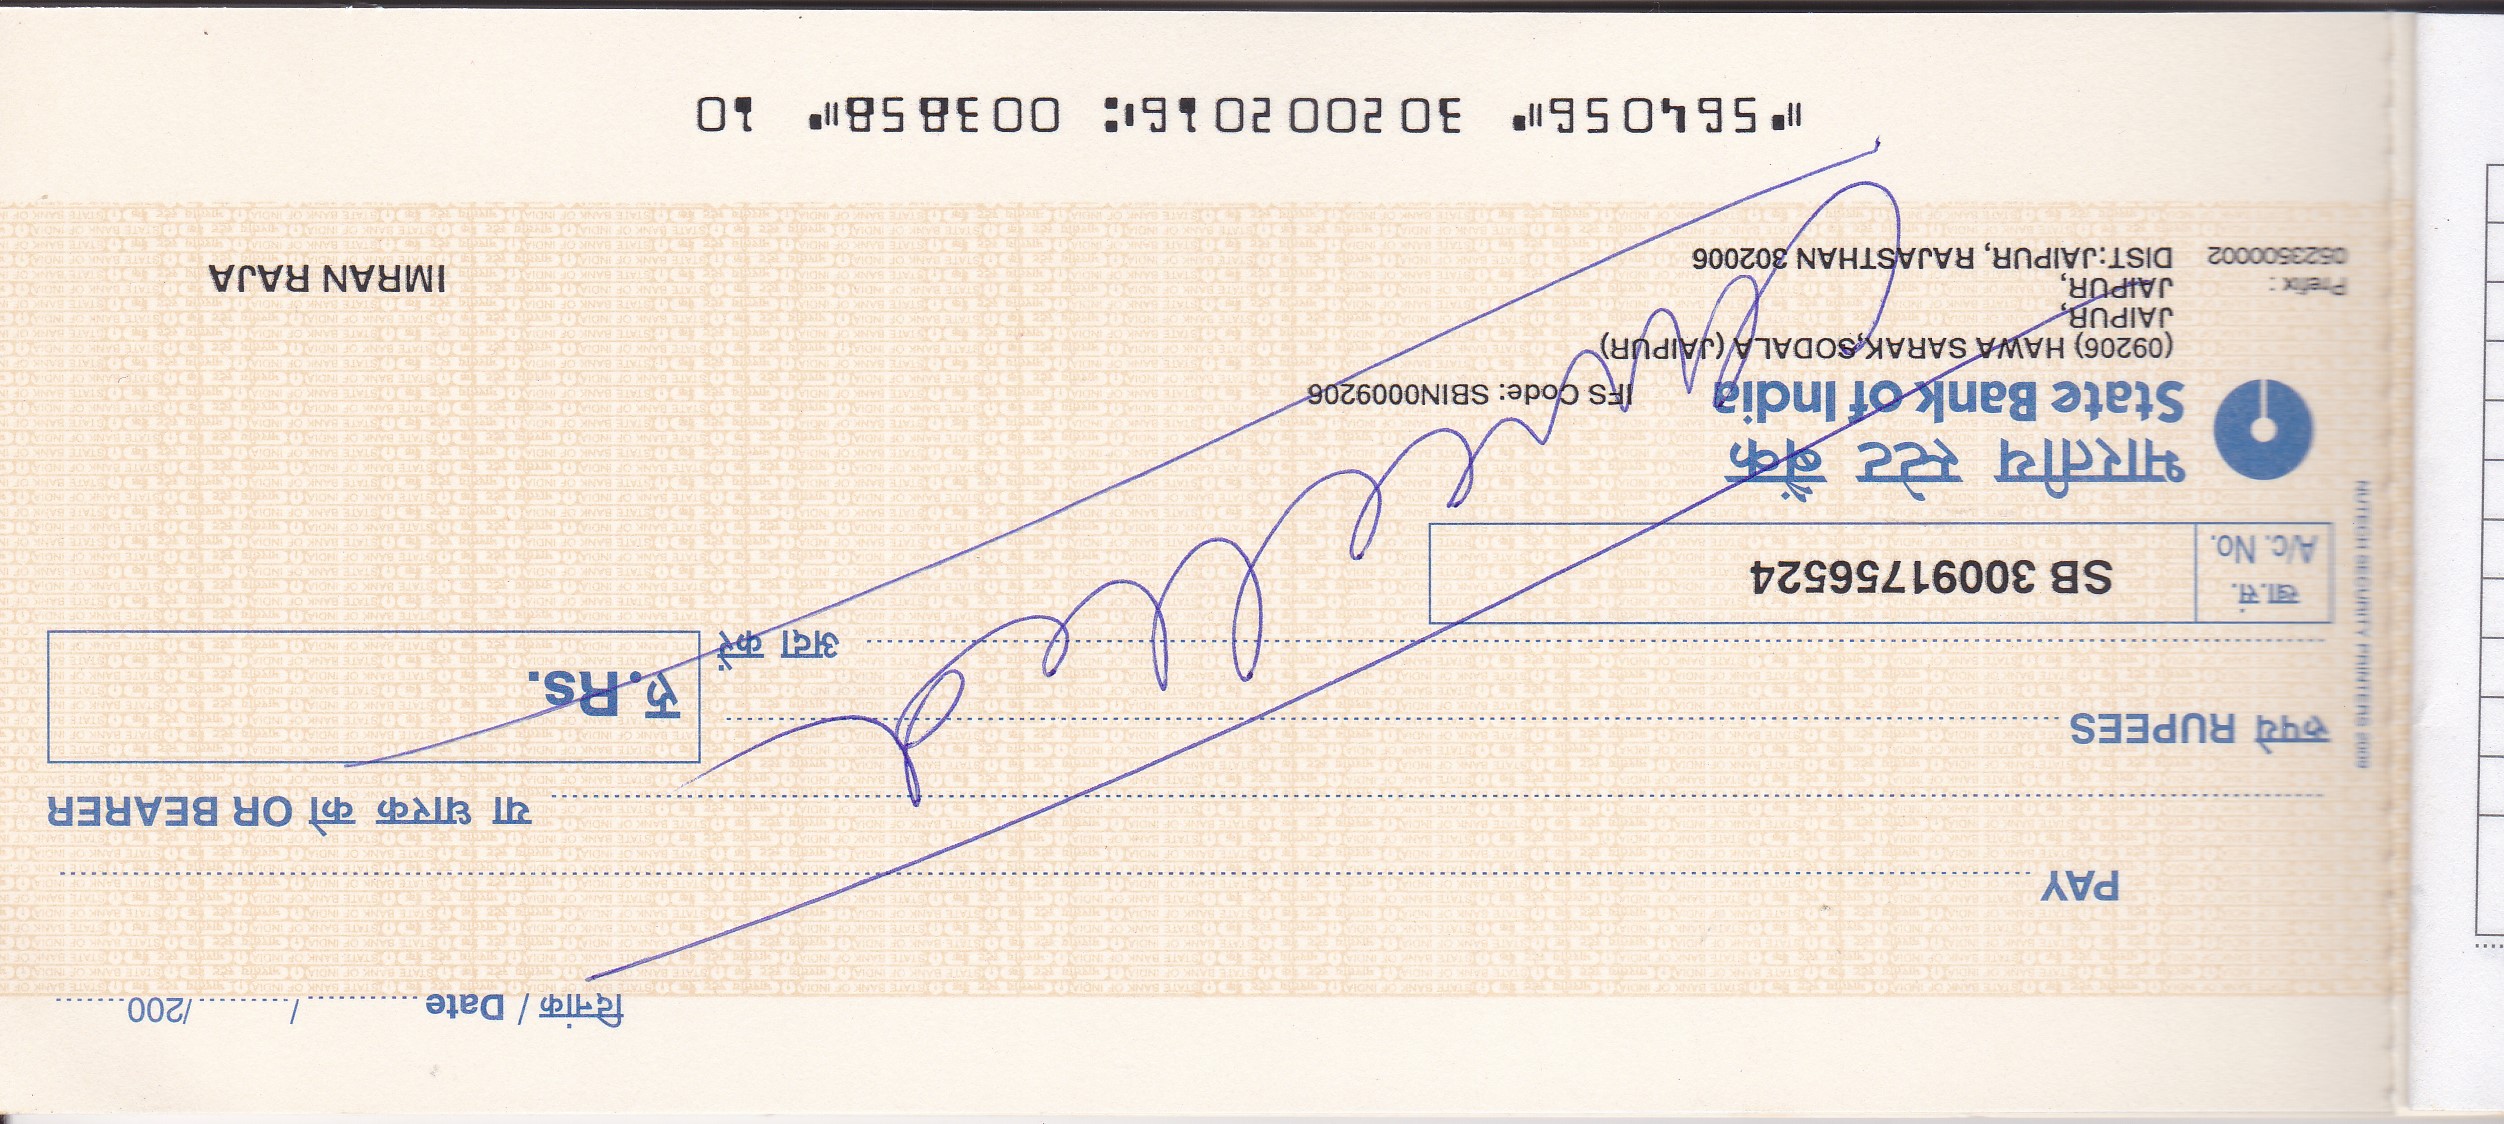 दिनांक / Date ........... /......... /200.......
PAY
या धारक को OR BEARER
रुपये RUPEES
अदा करें
रु.Rs.
खा.सं.
A/c. No.
SB 30091756524
NUTECH SECURITY PRINTERS 2009
भारतीय स्टेट बैंक
State Bank of India
IFS Code: SBIN0009206
(09206) HAWA SARAK,SODALA (JAIPUR)
JAIPUR,
JAIPUR,
DIST:JAIPUR, RAJASTHAN 302006
Prefix :
0523500002
Cancelled
IMRAN RAJA
⑈564056⑈ 302002016⑆ 003858⑈ 10